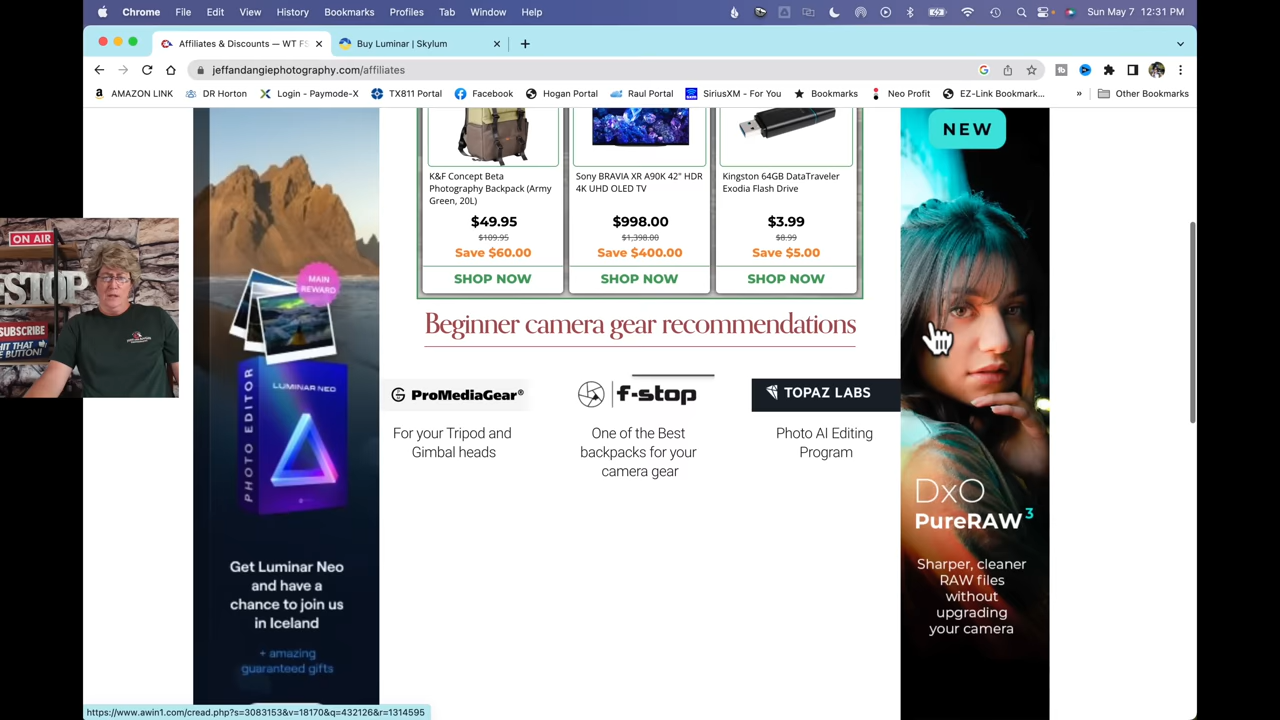 Chrome File Edit View History Bookmarks Profiles Tab Window Help
Sun May 7 12:31 PM
Affiliates & Discounts — WT FS
Buy Luminar | Skylum
jeffandangiephotography.com/affiliates
AMAZON LINK DR Horton Login - Paymode-X TX811 Portal Facebook Hogan Portal Raul Portal SiriusXM - For You Bookmarks Neo Profit EZ-Link Bookmark... » Other Bookmarks
NEW
K&F Concept Beta
Photography Backpack (Army
Green, 20L)
$49.95
$109.95
Save $60.00
SHOP NOW
Sony BRAVIA XR A90K 42" HDR
4K UHD OLED TV
$998.00
$1,398.00
Save $400.00
SHOP NOW
Kingston 64GB DataTraveler
Exodia Flash Drive
$3.99
$8.99
Save $5.00
SHOP NOW
Beginner camera gear recommendations
ProMediaGear®
For your Tripod and
Gimbal heads
f-stop
One of the Best
backpacks for your
camera gear
TOPAZ LABS
Photo AI Editing
Program
ON AIR
STOP
SUBSCRIBE
HIT THE BUTTON!
MAIN
REWARD
LUMINAR NEO
PHOTO EDITOR
Get Luminar Neo
and have a
chance to join us
in Iceland
+ amazing
guaranteed gifts
DxO
PureRAW 3
Sharper, cleaner
RAW files
without
upgrading
your camera
https://www.awin1.com/cread.php?s=3083153&v=18170&q=432126&r=1314595